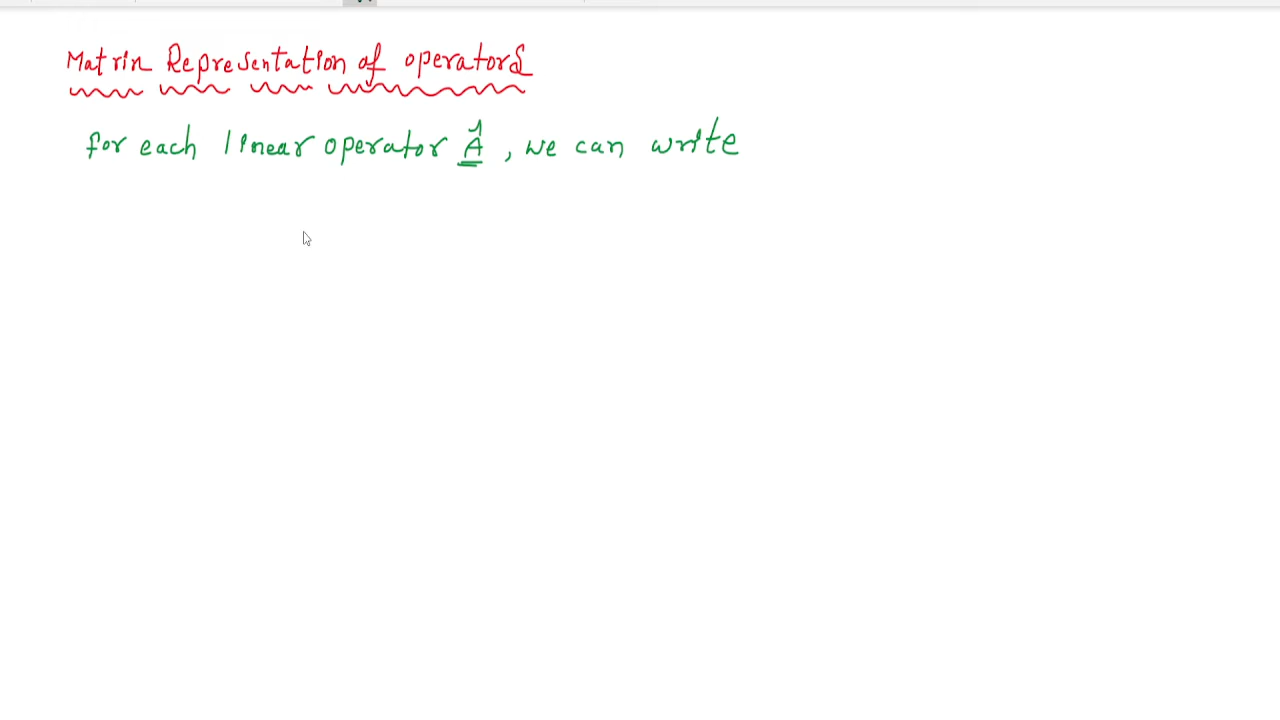 Matrix Representation of operators
for each linear operator Â, we can write